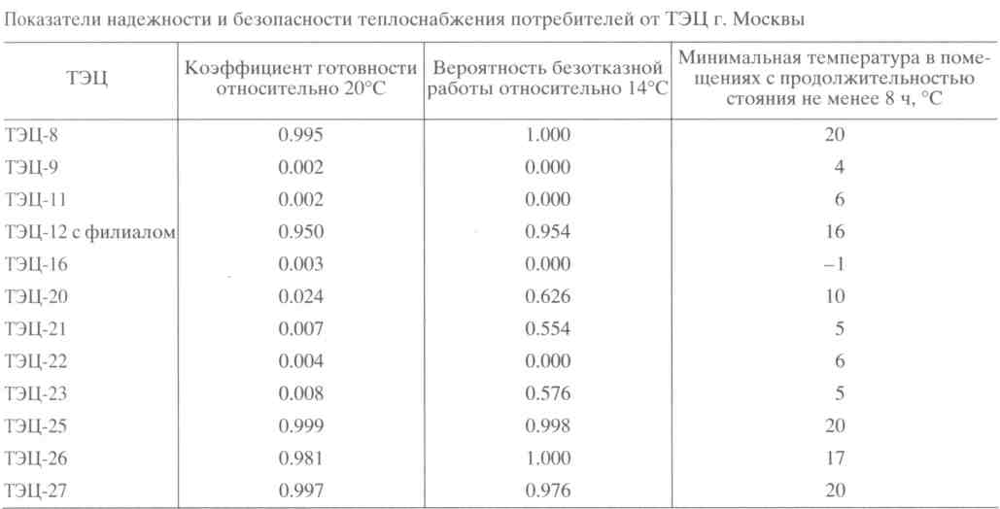 Показатели надежности и безопасности теплоснабжения потребителей от ТЭЦ г. Москвы
ТЭЦ Коэффициент готовности относительно 20°С Вероятность безотказной работы относительно 14°С Минимальная температура в поме-
щениях с продолжительностью
стояния не менее 8 ч, °С
ТЭЦ-8 0.995 1.000 20
ТЭЦ-9 0.002 0.000 4
ТЭЦ-11 0.002 0.000 6
ТЭЦ-12 с филиалом 0.950 0.954 16
ТЭЦ-16 0.003 0.000 –1
ТЭЦ-20 0.024 0.626 10
ТЭЦ-21 0.007 0.554 5
ТЭЦ-22 0.004 0.000 6
ТЭЦ-23 0.008 0.576 5
ТЭЦ-25 0.999 0.998 20
ТЭЦ-26 0.981 1.000 17
ТЭЦ-27 0.997 0.976 20